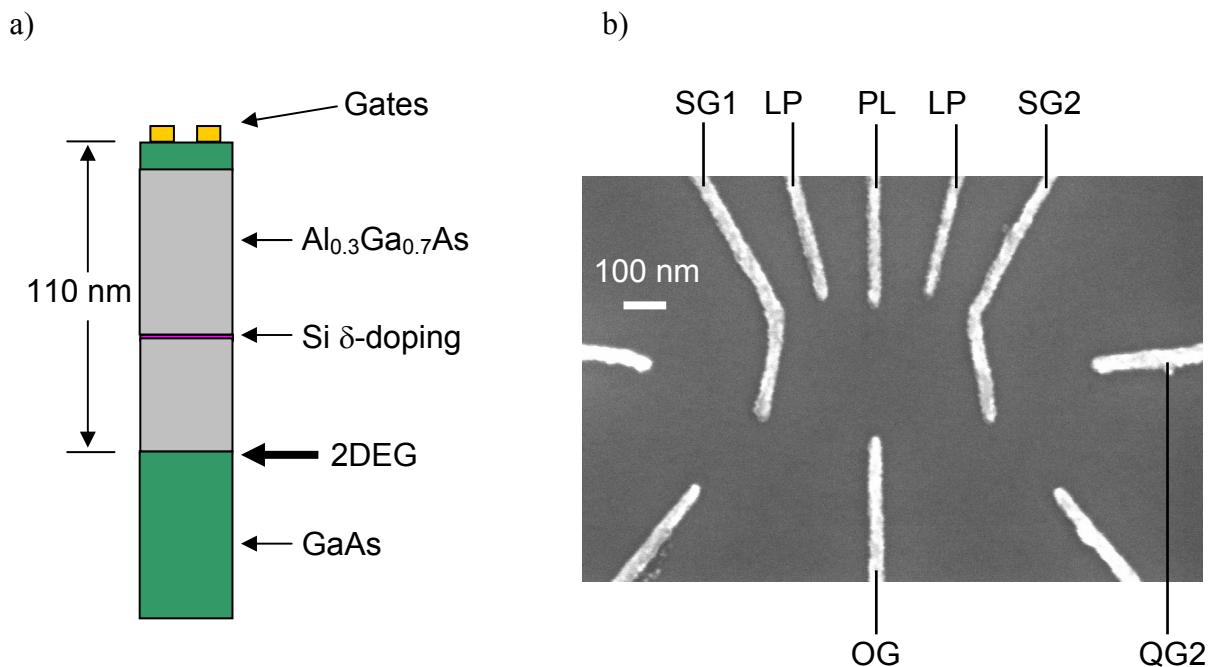 a)
Gates
Al0.3Ga0.7As
110 nm
Si δ-doping
2DEG
GaAs
b)
SG1 LP PL LP SG2
100 nm
OG QG2